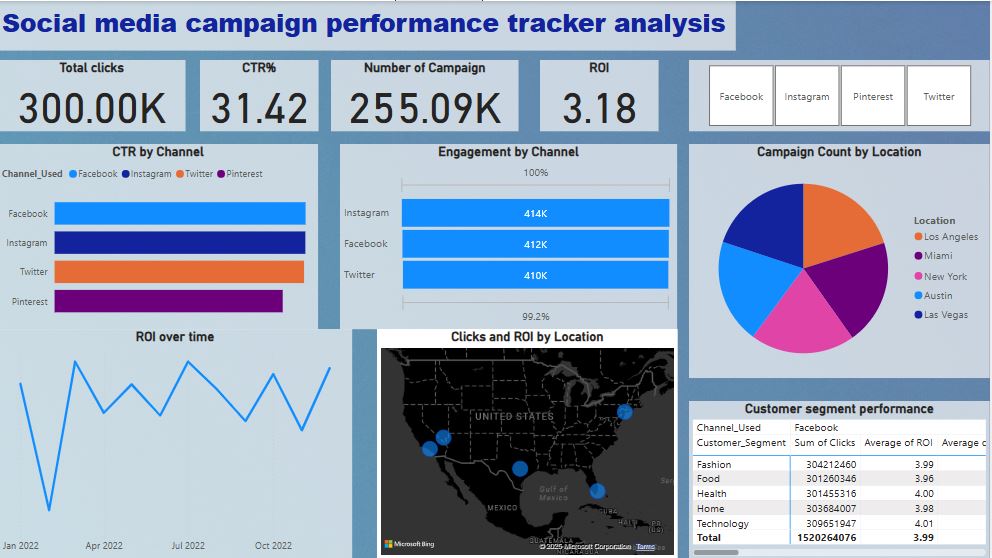 Social media campaign performance tracker analysis
Total clicks
300.00K
CTR%
31.42
Number of Campaign
255.09K
ROI
3.18
Facebook
Instagram
Pinterest
Twitter
CTR by Channel
Channel_Used Facebook Instagram Twitter Pinterest
Facebook
Instagram
Twitter
Pinterest
Engagement by Channel
100%
Instagram 414K
Facebook 412K
Twitter 410K
99.2%
Campaign Count by Location
Location
Los Angeles
Miami
New York
Austin
Las Vegas
ROI over time
Jan 2022 Apr 2022 Jul 2022 Oct 2022
Clicks and ROI by Location
UNITED STATES
Gulf of
Mexico
MEXICO
CUBA
HAITI
PR
(US)
GUATEMALA
NICARAGUA
Microsoft Bing
© 2025 Microsoft Corporation Terms
Customer segment performance
Channel_Used Facebook
Customer_Segment Sum of Clicks Average of ROI Average c
Fashion 304212460 3.99
Food 301260346 3.96
Health 301455316 4.00
Home 303684007 3.98
Technology 309651947 4.01
Total 1520264076 3.99